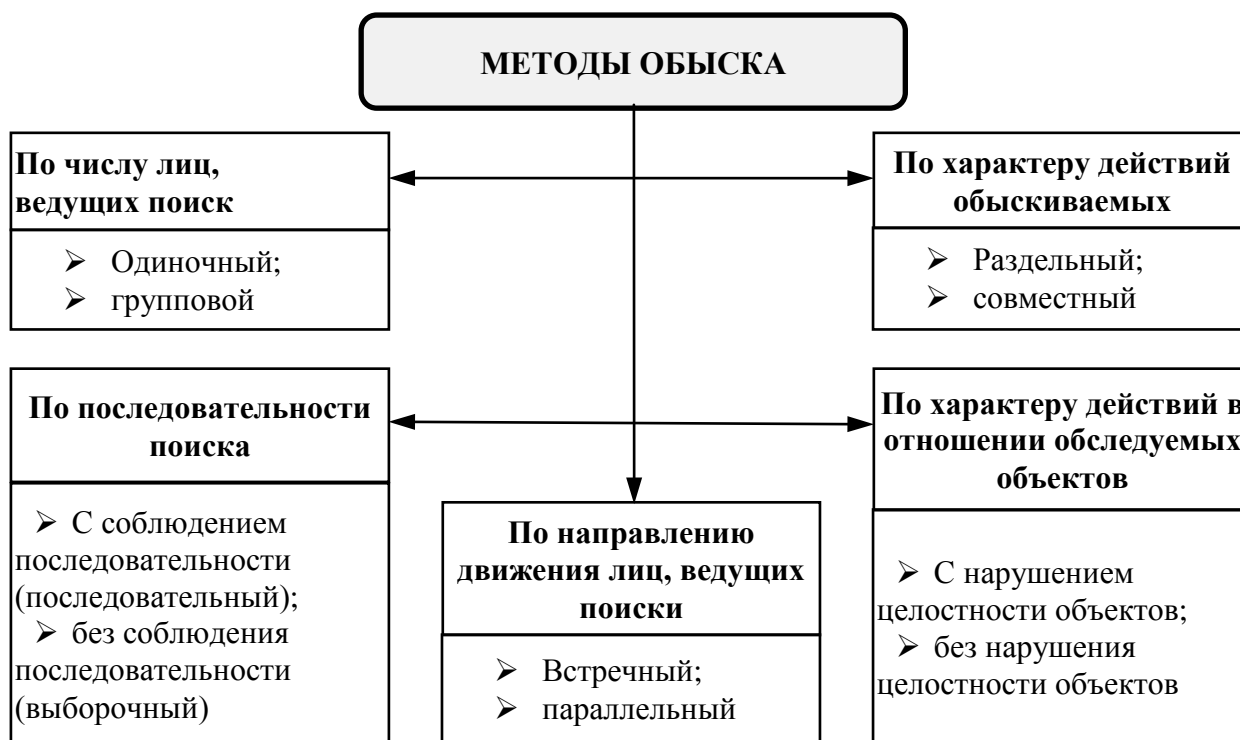 МЕТОДЫ ОБЫСКА
По числу лиц,
ведущих поиск
➢ Одиночный;
➢ групповой
По характеру действий
обыскиваемых
➢ Раздельный;
➢ совместный
По последовательности
поиска
➢ С соблюдением
последовательности
(последовательный);
➢ без соблюдения
последовательности
(выборочный)
По направлению
движения лиц, ведущих
поиски
➢ Встречный;
➢ параллельный
По характеру действий в
отношении обследуемых
объектов
➢ С нарушением
целостности объектов;
➢ без нарушения
целостности объектов